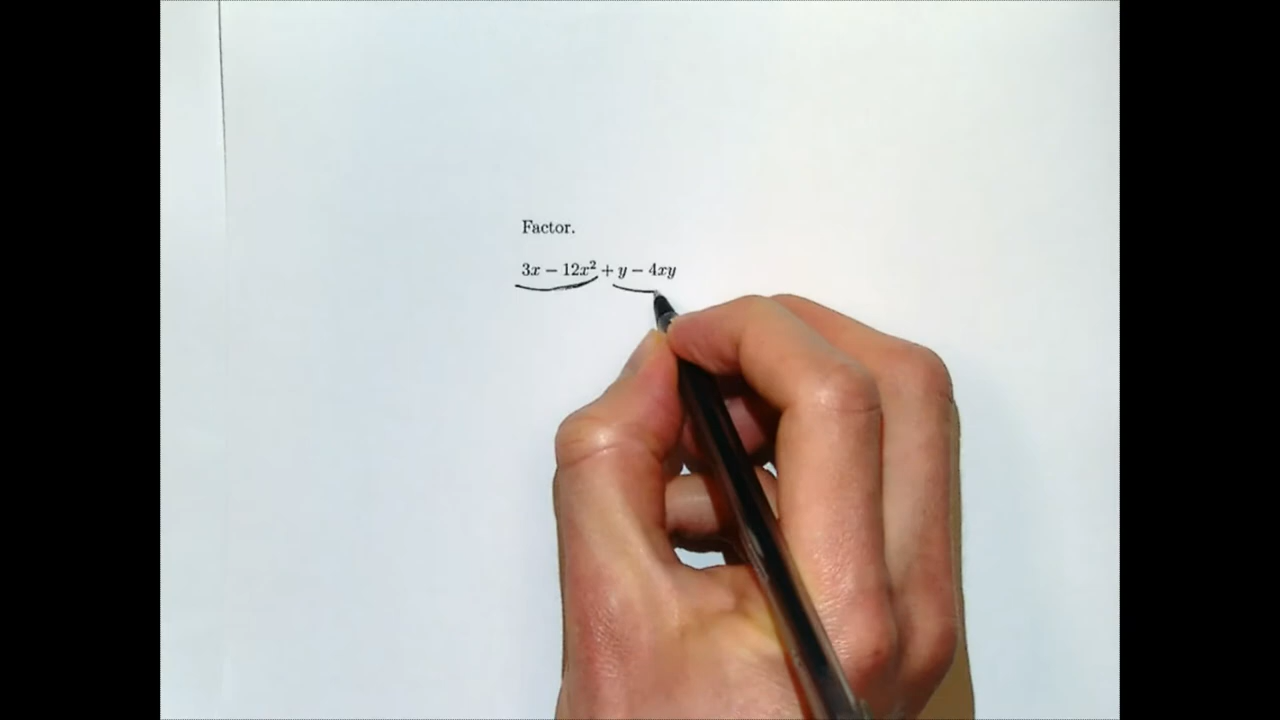 Factor.
3x − 12x² + y − 4xy